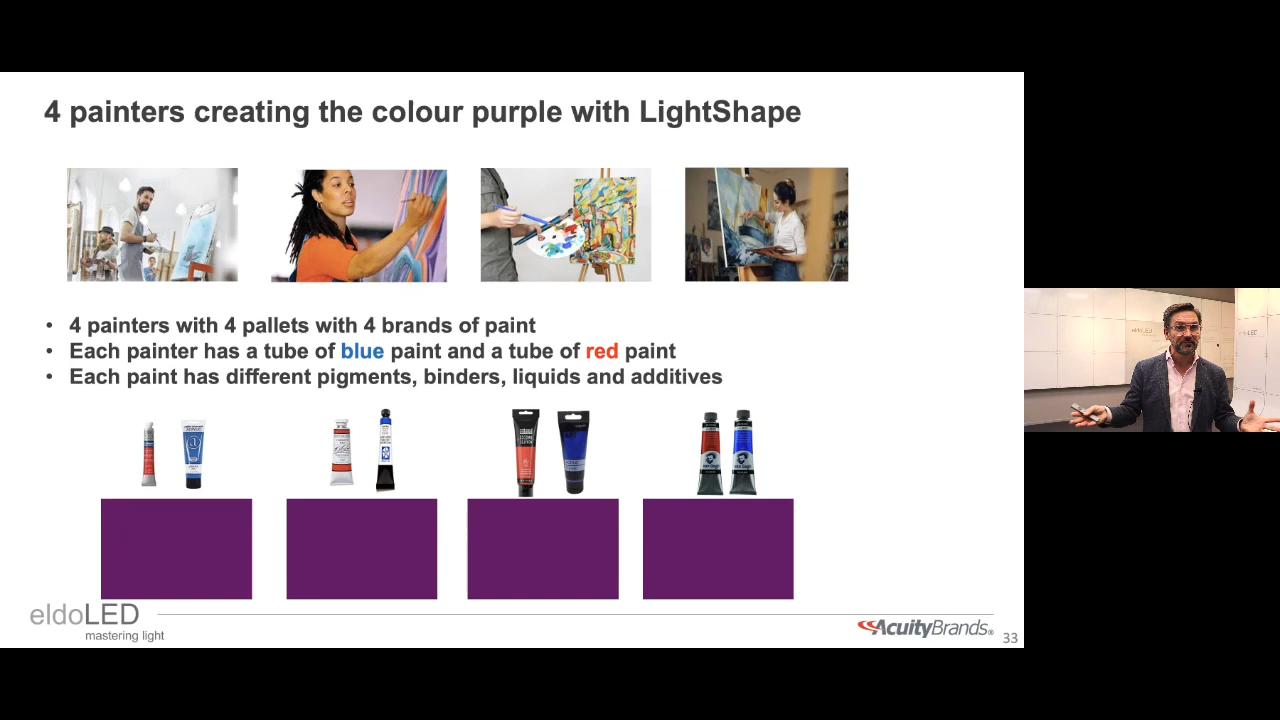 4 painters creating the colour purple with LightShape
• 4 painters with 4 pallets with 4 brands of paint
• Each painter has a tube of blue paint and a tube of red paint
• Each paint has different pigments, binders, liquids and additives
eldoLED
mastering light
AcuityBrands®
33
eldoLED